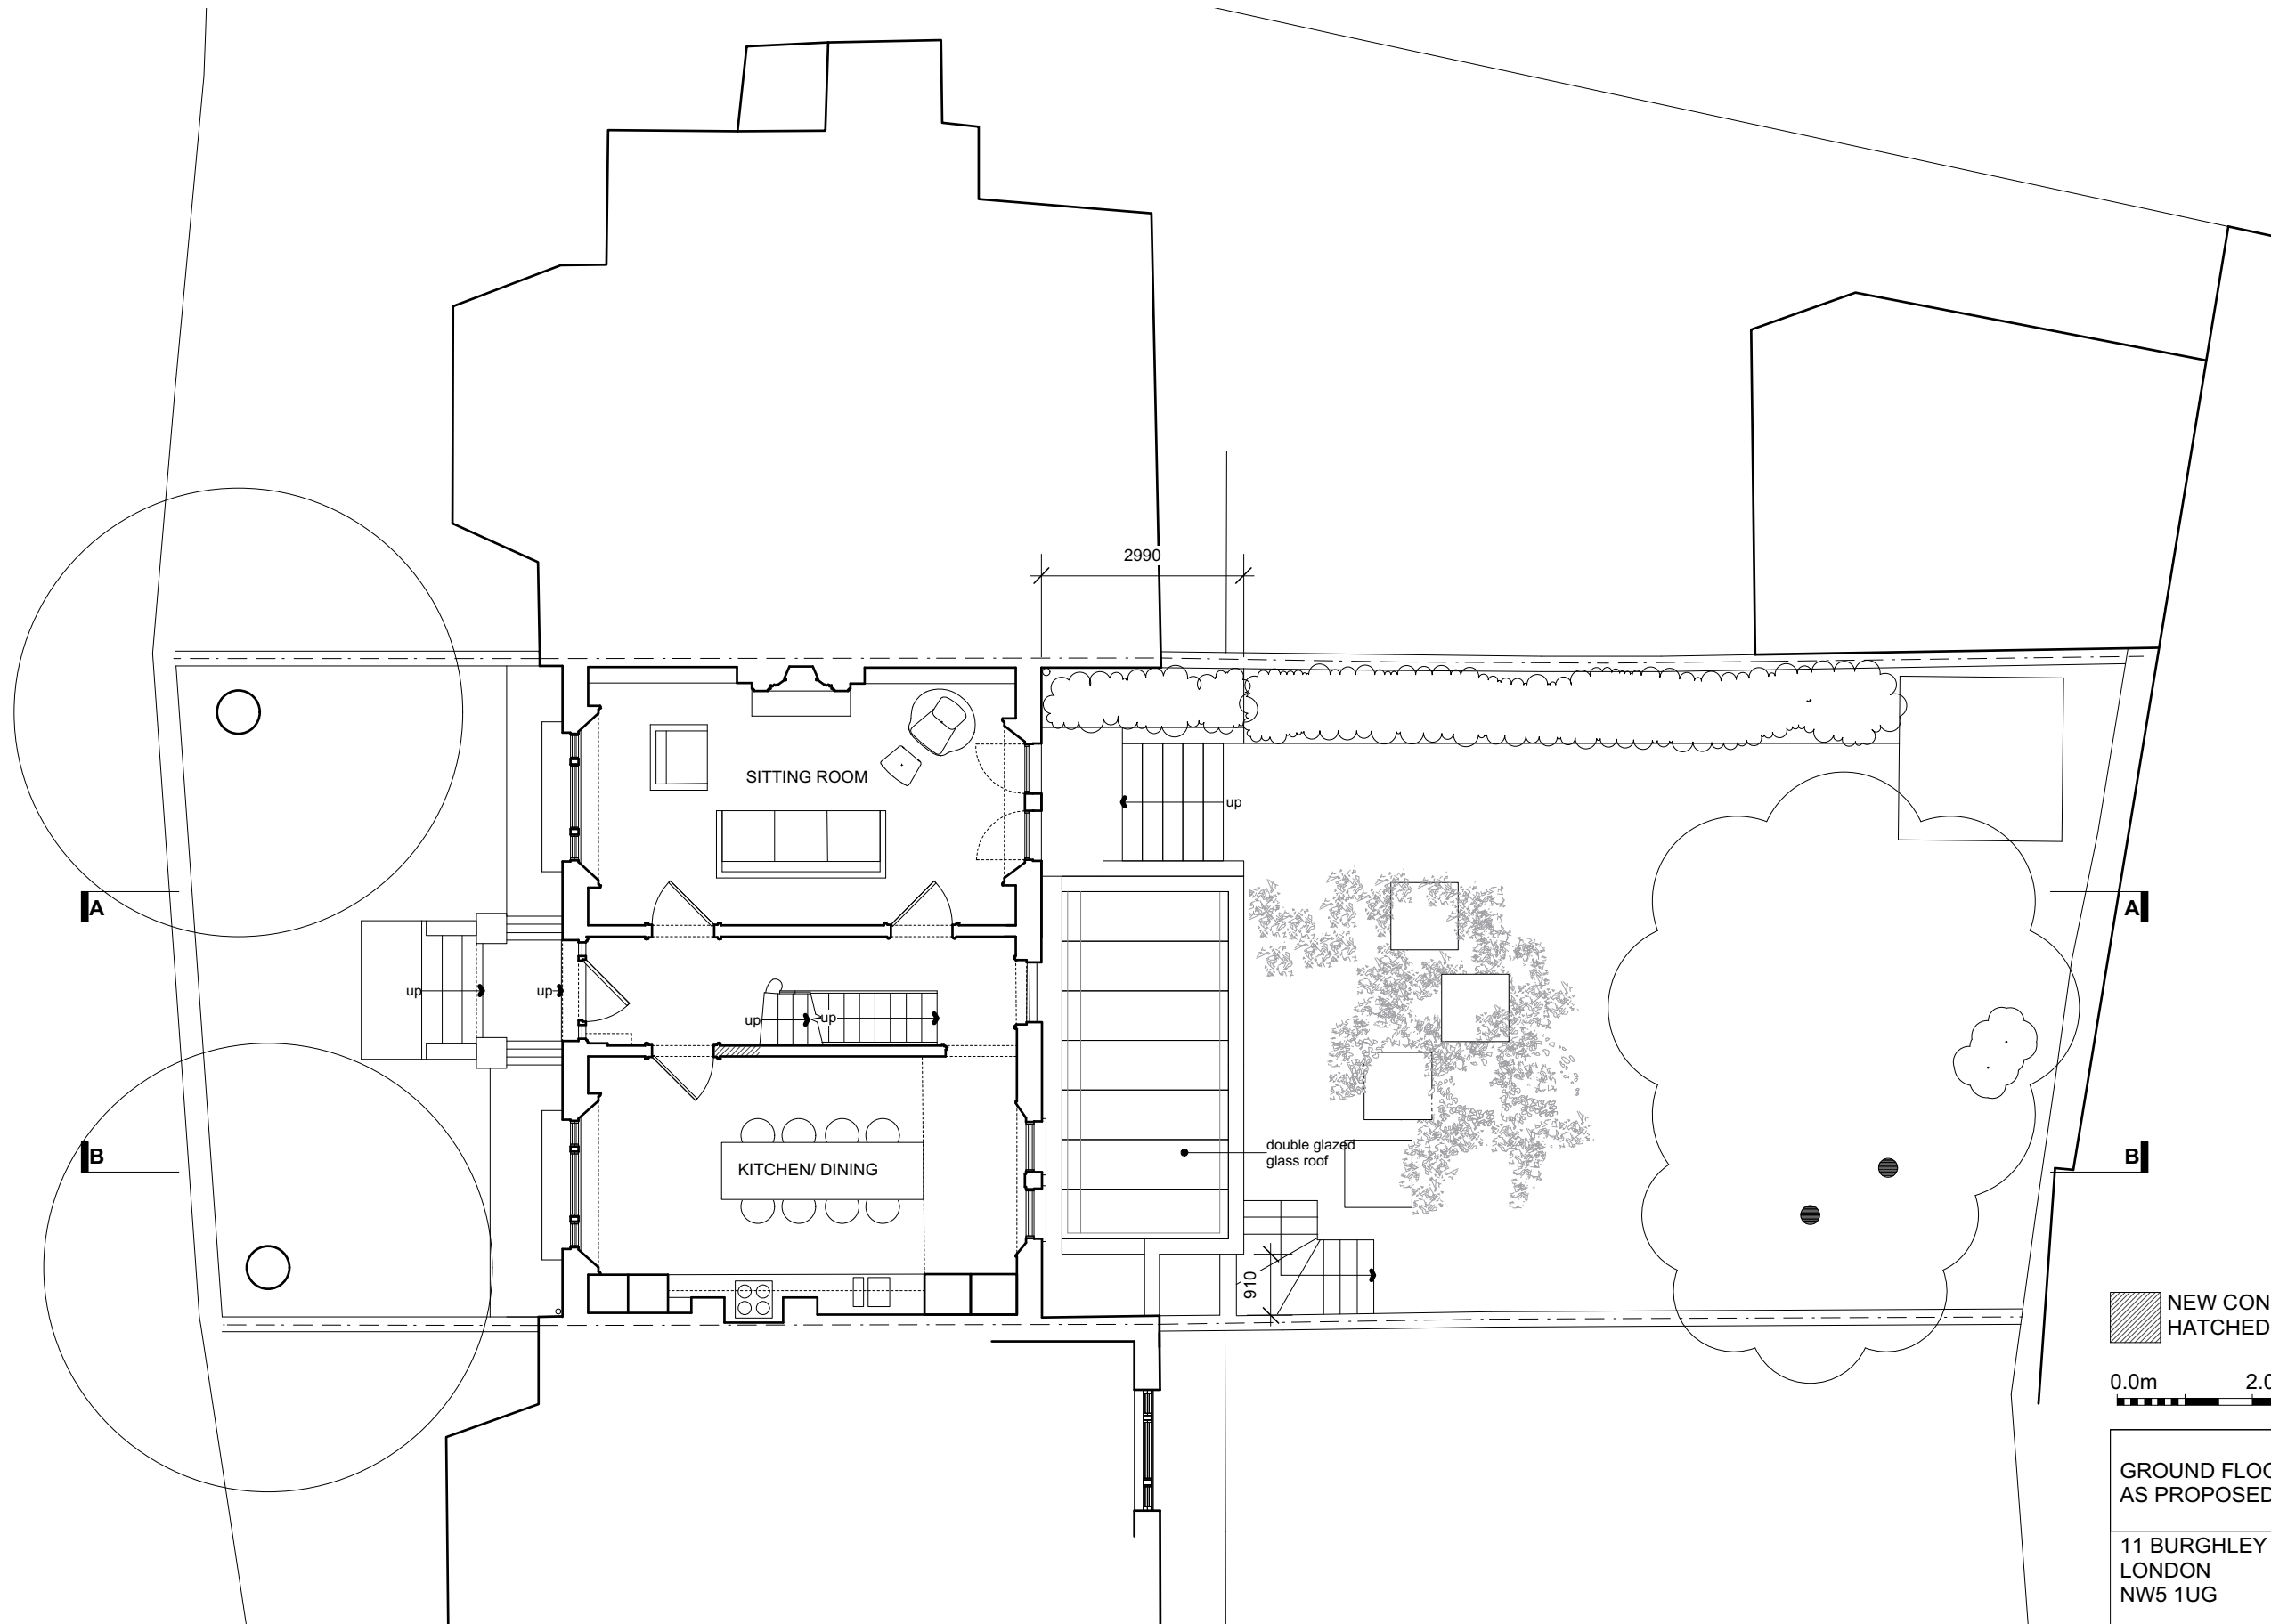 2990
SITTING ROOM
up
A
A
up
up
up
up
B
B
double glazed
glass roof
KITCHEN/ DINING
910
NEW CON
HATCHED
0.0m
2.0
GROUND FLOO
AS PROPOSED
11 BURGHLEY
LONDON
NW5 1UG